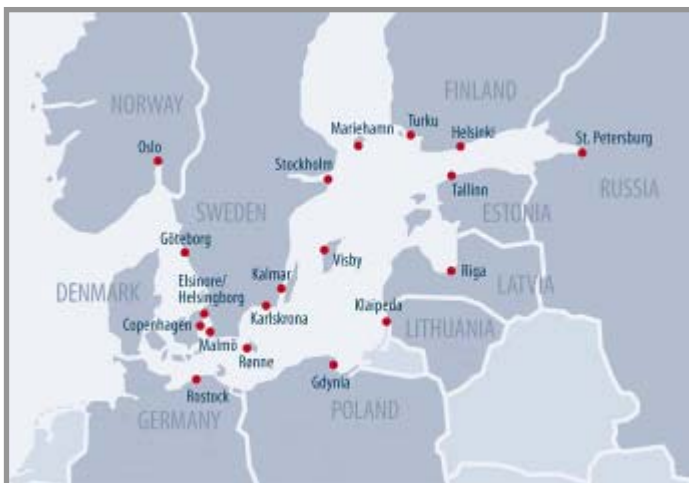 NORWAY
FINLAND
Oslo
Mariehamn
Turku
Helsinki
St. Petersburg
Stockholm
Tallinn
RUSSIA
SWEDEN
ESTONIA
Göteborg
Visby
Riga
Kalmar
LATVIA
DENMARK
Elsinore/
Helsingborg
Klaipeda
Karlskrona
LITHUANIA
Copenhagen
Malmö
Rønne
Gdynia
Rostock
GERMANY
POLAND